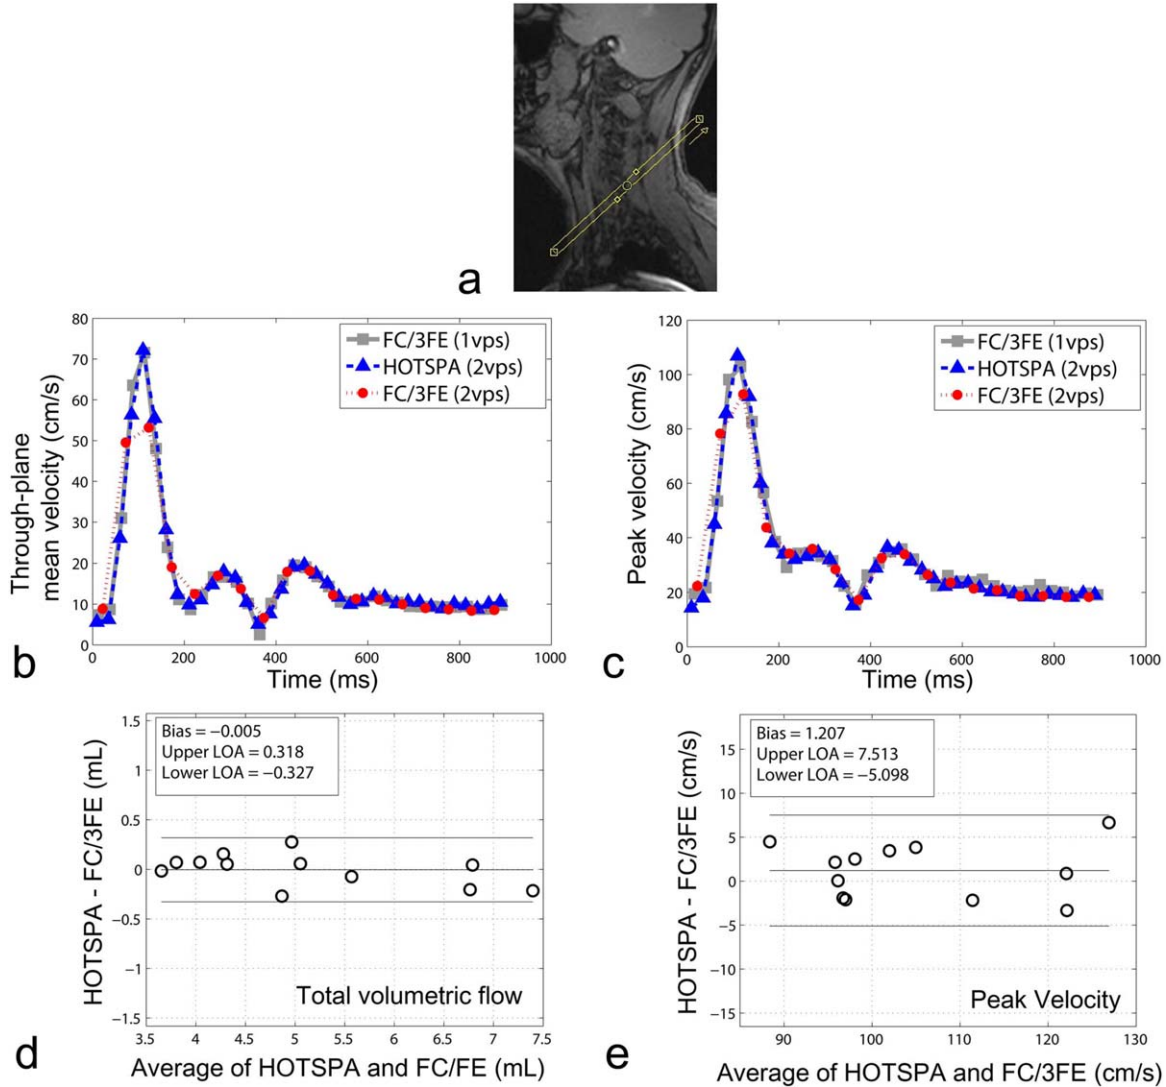 a
80
70
60
50
40
30
20
10
0
Through-plane
mean velocity (cm/s)
FC/3FE (1vps)
HOTSPA (2vps)
FC/3FE (2vps)
0 200 400 600 800 1000
Time (ms)
b
120
100
80
60
40
20
0
Peak velocity (cm/s)
FC/3FE (1vps)
HOTSPA (2vps)
FC/3FE (2vps)
0 200 400 600 800 1000
Time (ms)
c
1.5
1
0.5
0
−0.5
−1
−1.5
HOTSPA - FC/3FE (mL)
Bias = −0.005
Upper LOA = 0.318
Lower LOA = −0.327
Total volumetric flow
3.5 4 4.5 5 5.5 6 6.5 7 7.5
Average of HOTSPA and FC/FE (mL)
d
15
10
5
0
−5
−10
−15
HOTSPA - FC/3FE (cm/s)
Bias = 1.207
Upper LOA = 7.513
Lower LOA = −5.098
Peak Velocity
90 100 110 120 130
Average of HOTSPA and FC/3FE (cm/s)
e